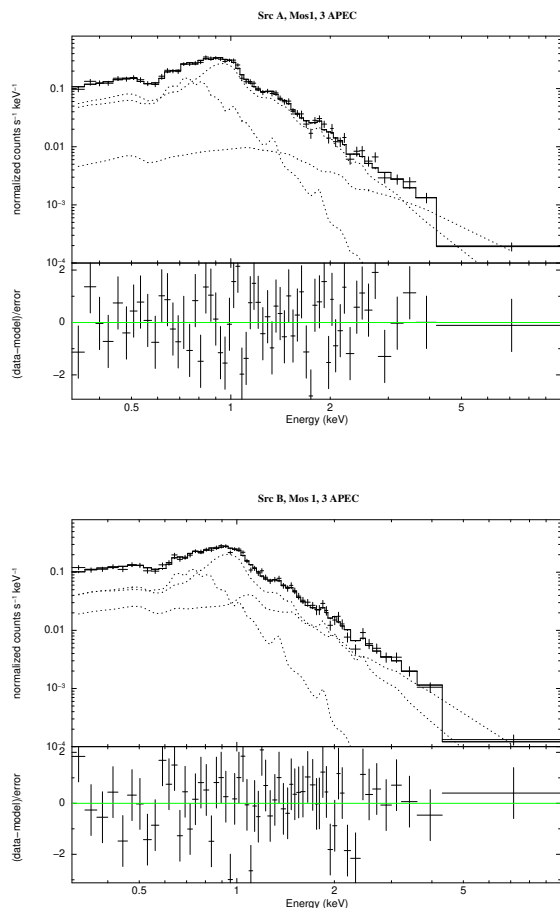 Src A, Mos1, 3 APEC
normalized counts s⁻¹ keV⁻¹
0.1
0.01
10⁻³
10⁻⁴
(data−model)/error
2
0
−2
0.5
1
2
5
Energy (keV)
Src B, Mos 1, 3 APEC
normalized counts s⁻¹ keV⁻¹
0.1
0.01
10⁻³
10⁻⁴
(data−model)/error
2
0
−2
0.5
1
2
5
Energy (keV)